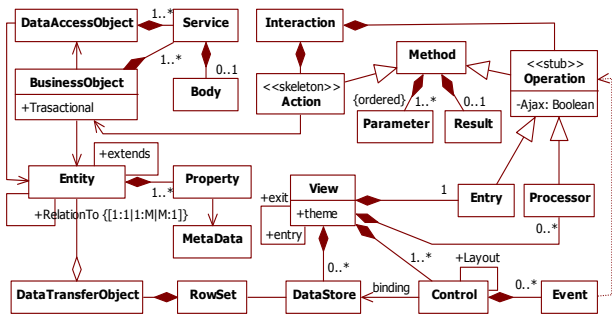 DataAccessObject
1..*
Service
Interaction
Method
<<stub>>
Operation
-Ajax: Boolean
BusinessObject
+Trasactional
1..*
0..1
Body
<<skeleton>>
Action
{ordered}
1..*
0..1
Parameter
Result
+extends
Entity
1..*
Property
+RelationTo {[1:1|1:M|M:1]}
MetaData
+exit
View
+theme
+entry
1
Entry
Processor
0..*
0..*
1..*
+Layout
0..*
DataTransferObject
RowSet
DataStore
binding
Control
Event